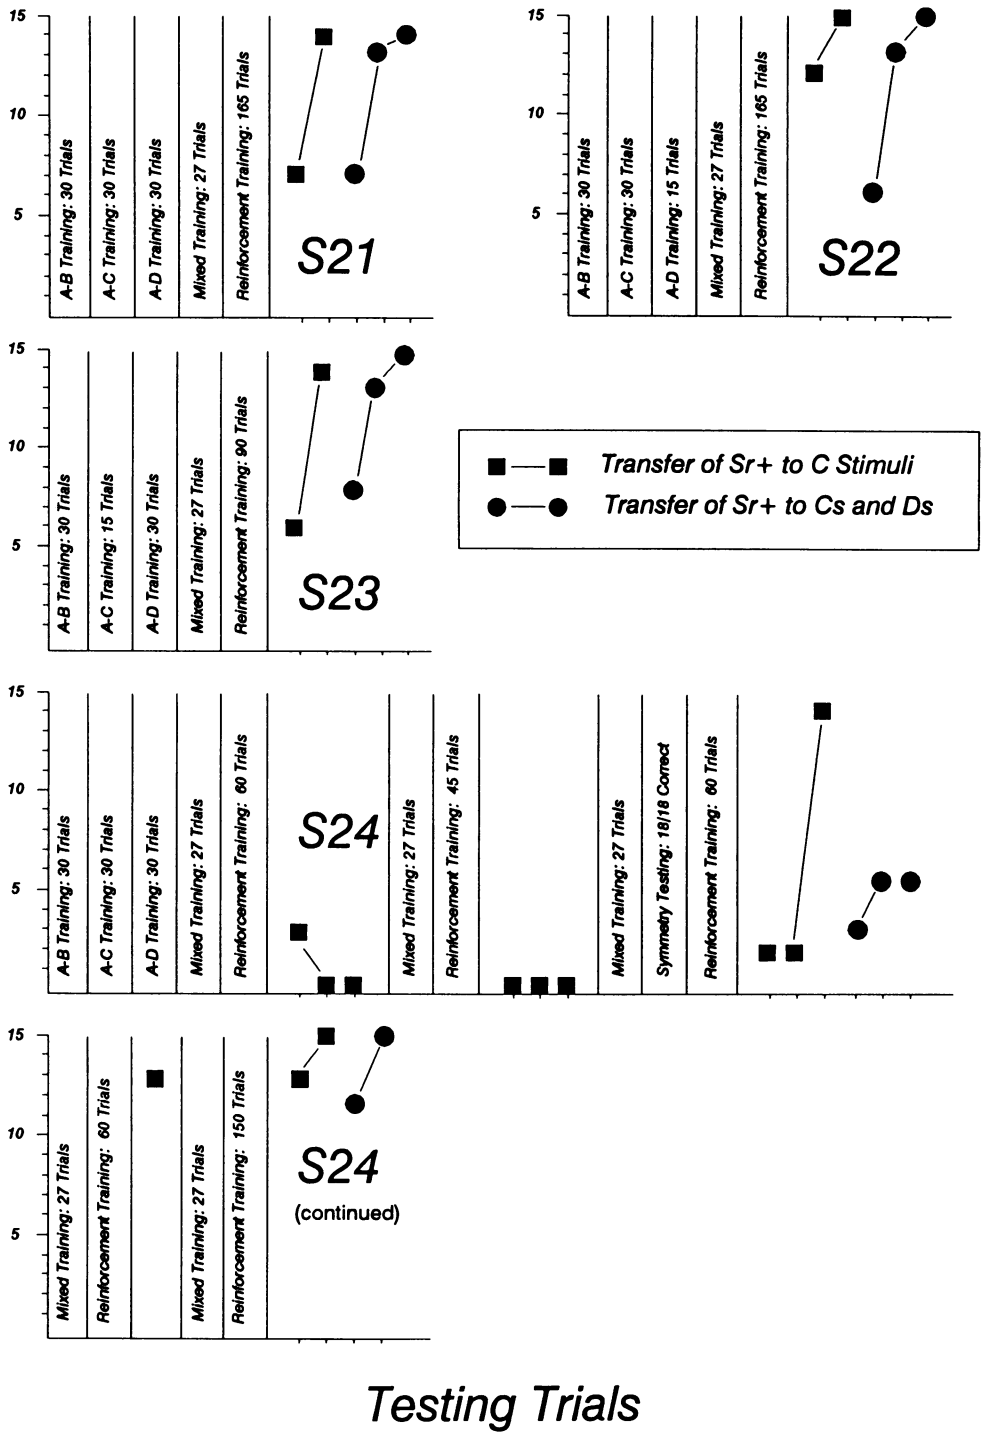 15
10
5
A-B Training: 30 Trials
A-C Training: 30 Trials
A-D Training: 30 Trials
Mixed Training: 27 Trials
Reinforcement Training: 165 Trials
S21
15
10
5
A-B Training: 30 Trials
A-C Training: 30 Trials
A-D Training: 15 Trials
Mixed Training: 27 Trials
Reinforcement Training: 165 Trials
S22
15
10
5
A-B Training: 30 Trials
A-C Training: 15 Trials
A-D Training: 30 Trials
Mixed Training: 27 Trials
Reinforcement Training: 90 Trials
S23
Transfer of Sr+ to C Stimuli
Transfer of Sr+ to Cs and Ds
15
10
5
A-B Training: 30 Trials
A-C Training: 30 Trials
A-D Training: 30 Trials
Mixed Training: 27 Trials
Reinforcement Training: 60 Trials
S24
Mixed Training: 27 Trials
Reinforcement Training: 45 Trials
Mixed Training: 27 Trials
Symmetry Testing: 18/18 Correct
Reinforcement Training: 60 Trials
15
10
5
Mixed Training: 27 Trials
Reinforcement Training: 60 Trials
Mixed Training: 27 Trials
Reinforcement Training: 150 Trials
S24
(continued)
Testing Trials